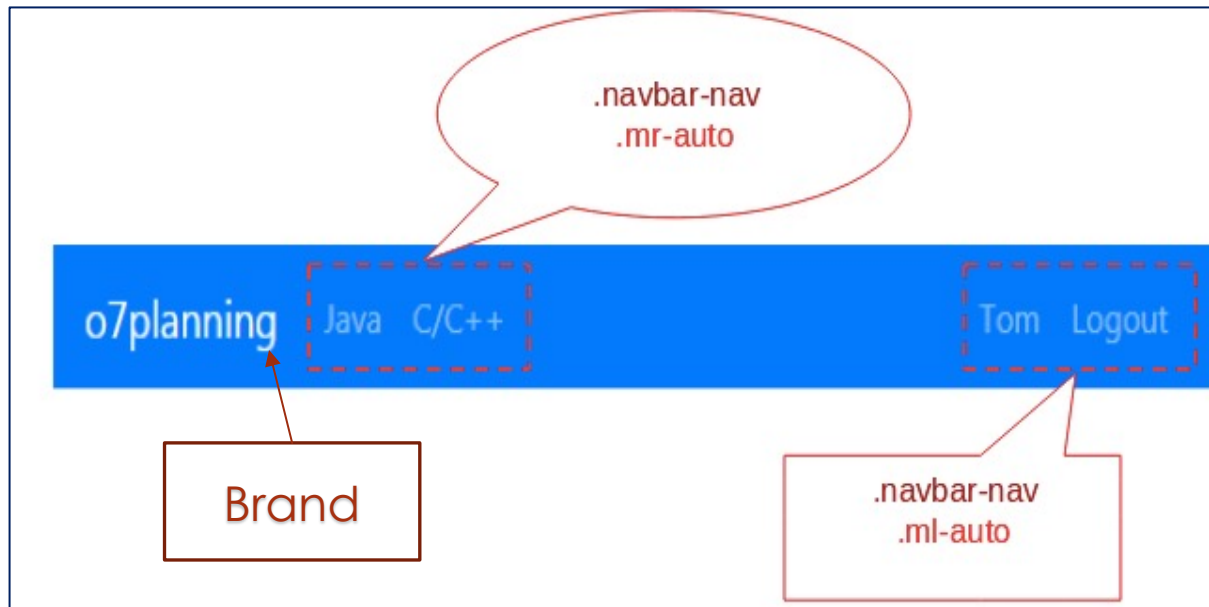 .navbar-nav
.mr-auto
o7planning Java C/C++ Tom Logout
Brand
.navbar-nav
.ml-auto